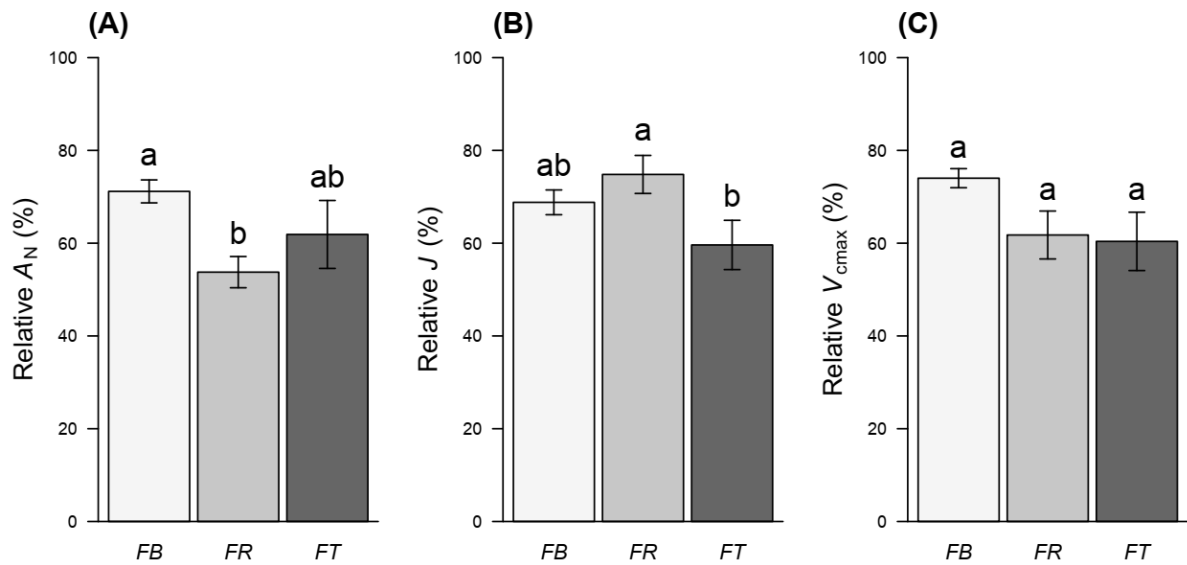 (A)
Relative AN (%)
100
80
60
40
20
0
a
b
ab
FB FR FT
(B)
Relative J (%)
100
80
60
40
20
0
ab
a
b
FB FR FT
(C)
Relative Vcmax (%)
100
80
60
40
20
0
a
a
a
FB FR FT